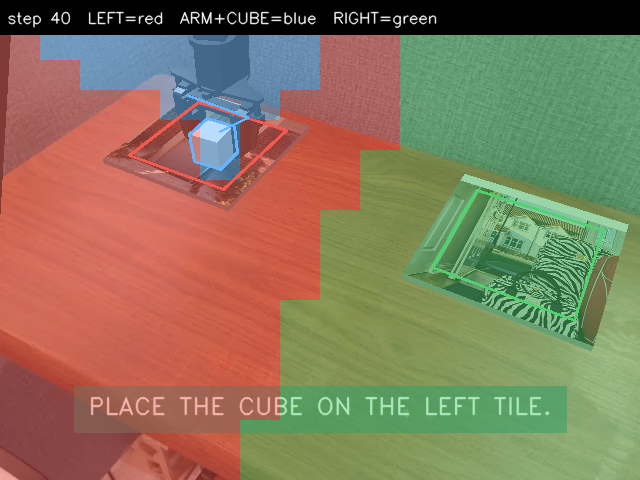 step 40 LEFT=red ARM+CUBE=blue RIGHT=green
PLACE THE CUBE ON THE LEFT TILE.